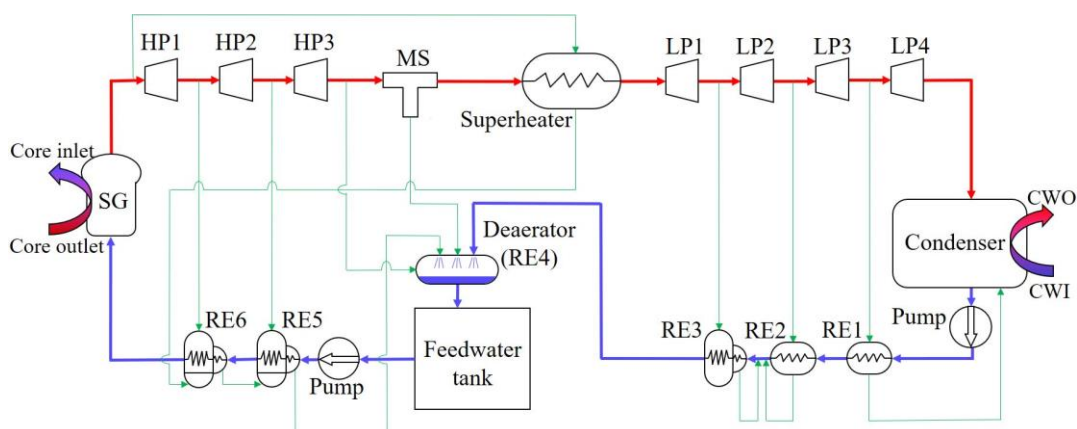 HP1
HP2
HP3
MS
Superheater
LP1
LP2
LP3
LP4
Core inlet
SG
Core outlet
Deaerator
(RE4)
Condenser
CWO
CWI
RE6
RE5
Pump
Feedwater
tank
RE3
RE2
RE1
Pump